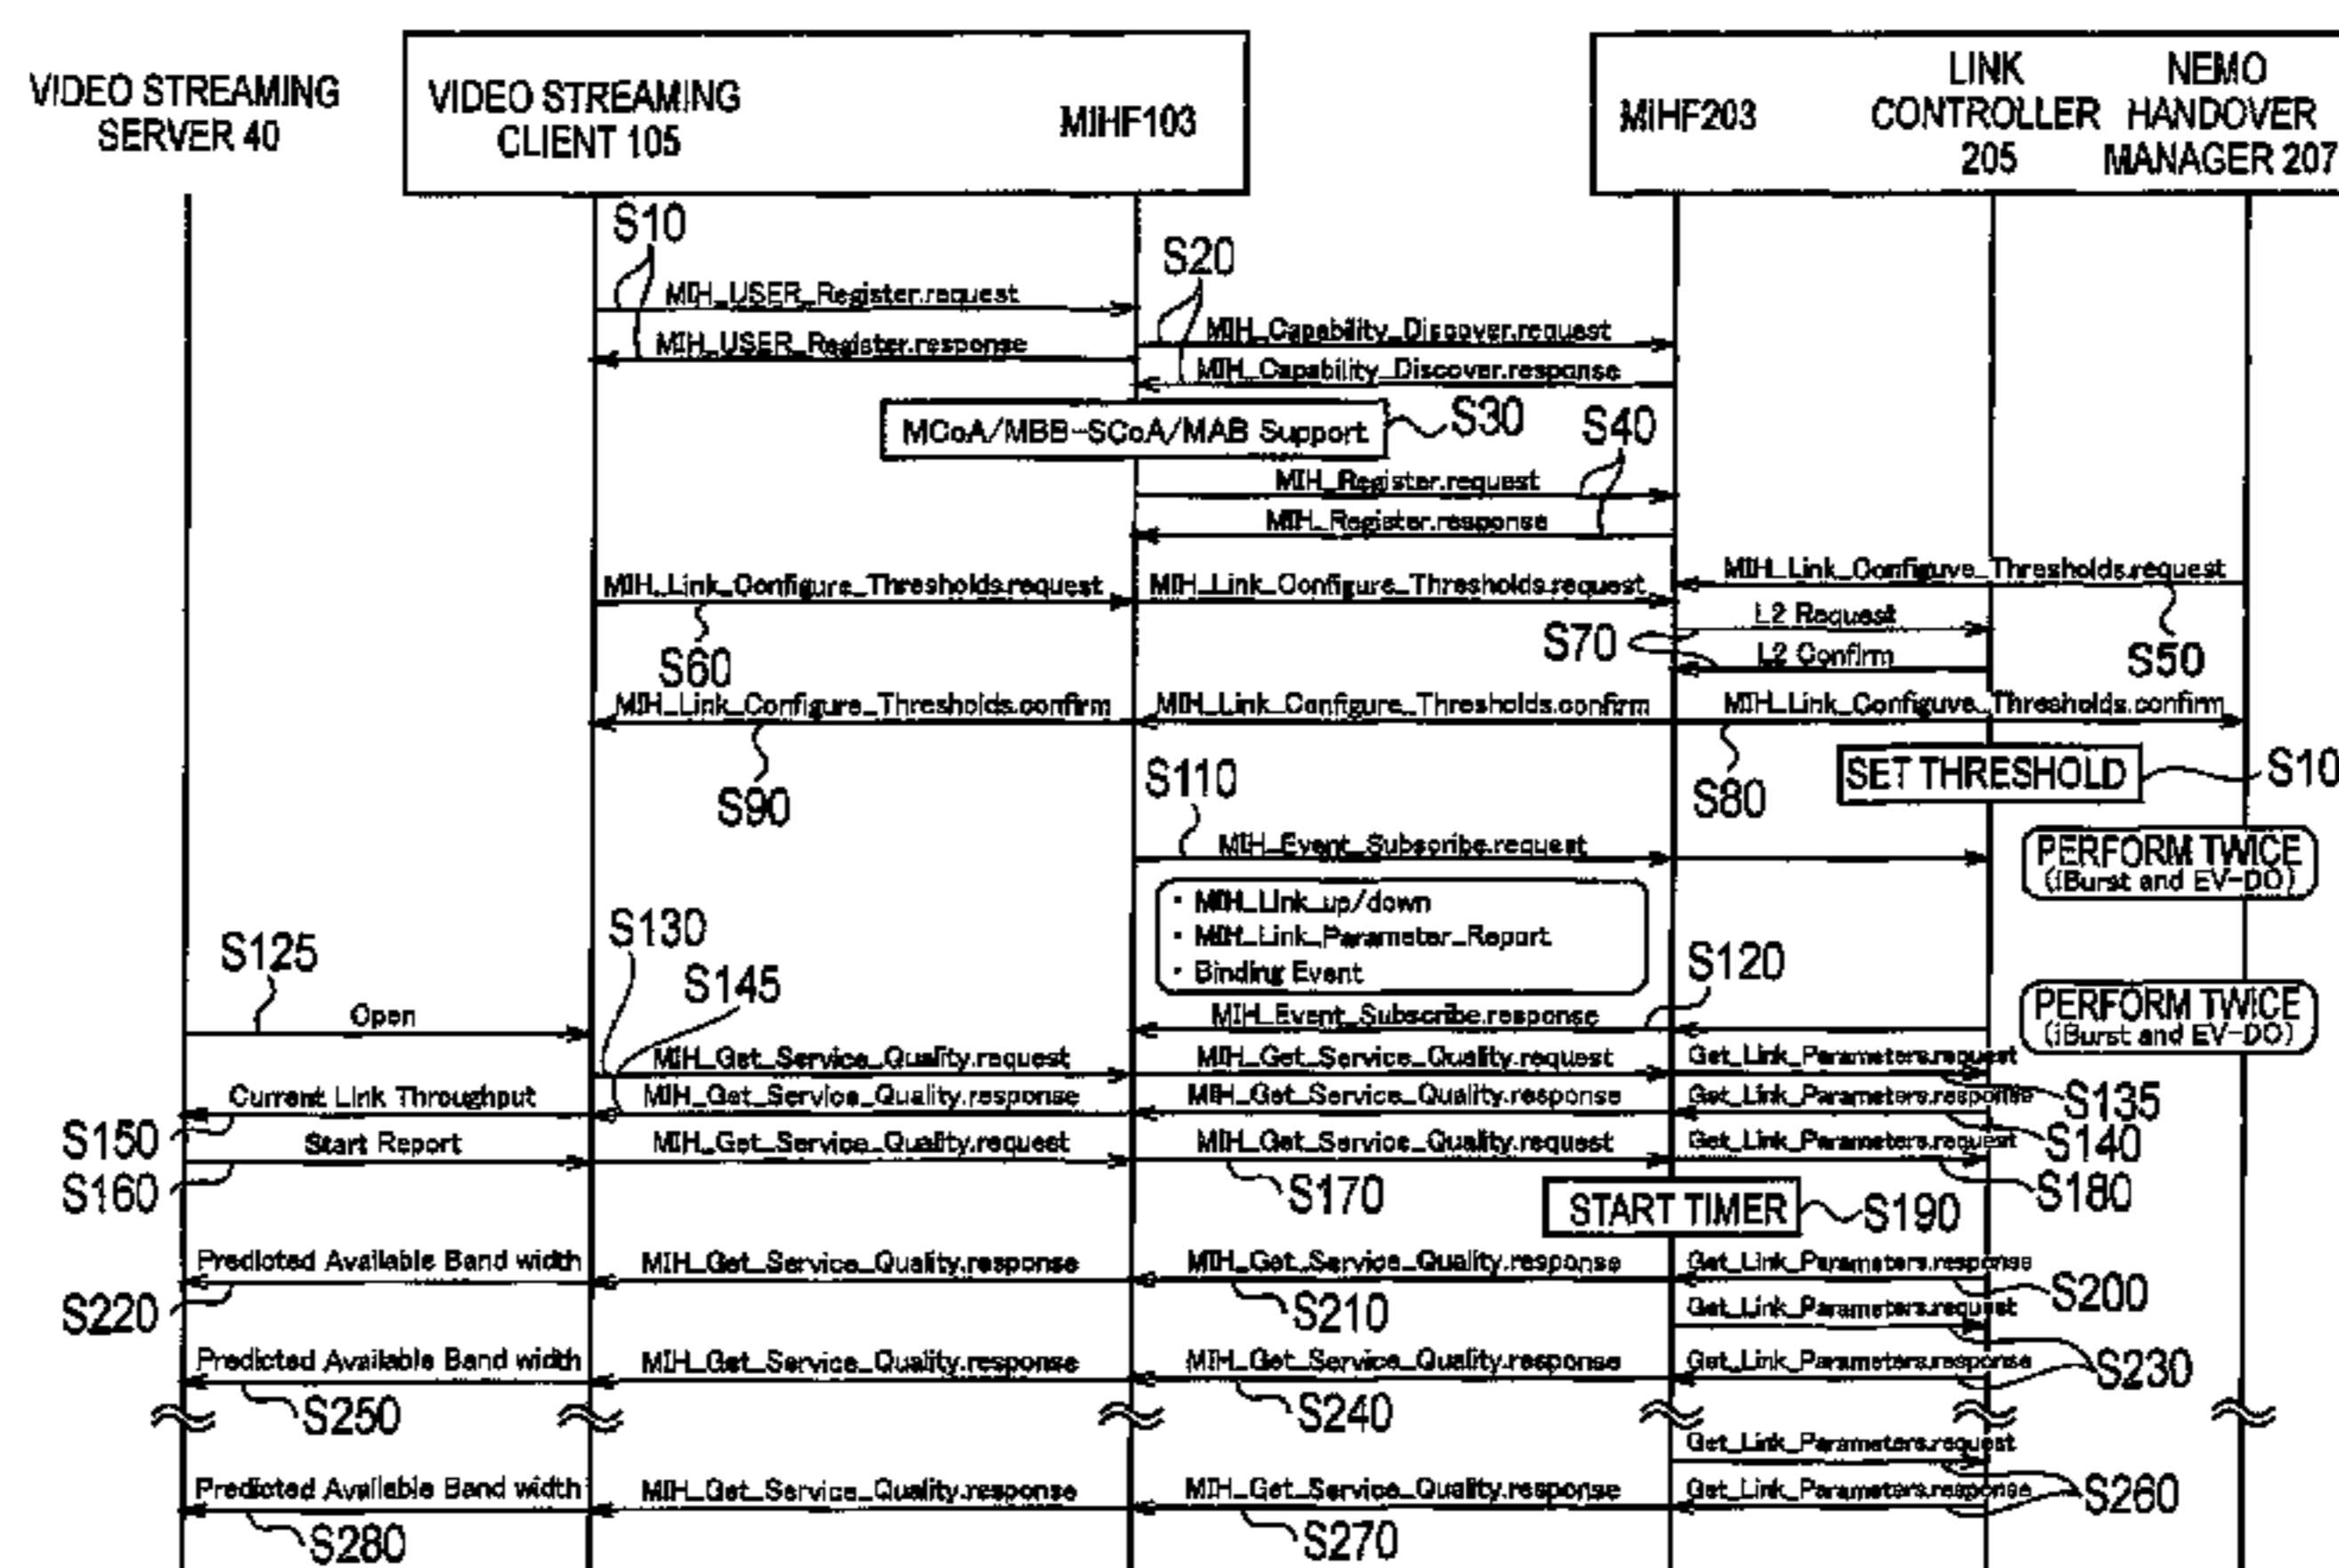 VIDEO STREAMING
SERVER 40
VIDEO STREAMING
CLIENT 105
MIHF103
MIHF203
LINK
CONTROLLER
205
NEMO
HANDOVER
MANAGER 207
S10
MIH_USER_Register.request
S20
MIH_Capability_Discover.request
MIH_USER_Register.response
MIH_Capability_Discover.response
MCoA/MBB-SCoA/MAB Support
S30
S40
MIH_Register.request
MIH_Register.response
MIH_Link_Configure_Thresholds.request
MIH_Link_Configure_Thresholds.request
MIH_Link_Configuve_Thresholds.request
L2 Request
S60
S70
L2 Confirm
S50
MIH_Link_Configure_Thresholds.confirm
MIH_Link_Configure_Thresholds.confirm
MIH_Link_Configuve_Thresholds.confirm
S90
S80
SET THRESHOLD
S10
S110
MIH_Event_Subscribe.request
PERFORM TWICE
(iBurst and EV-DO)
• MIH_Link_up/down
• MIH_Link_Parameter_Report
• Binding Event
S125
S130
S145
S120
Open
MIH_Event_Subscribe.response
PERFORM TWICE
(iBurst and EV-DO)
MIH_Get_Service_Quality.request
MIH_Get_Service_Quality.request
Get_Link_Parameters.request
S135
Current Link Throughput
MIH_Get_Service_Quality.response
MIH_Get_Service_Quality.response
Get_Link_Parameters.response
S150
S140
Start Report
MIH_Get_Service_Quality.request
MIH_Get_Service_Quality.request
Get_Link_Parameters.request
S160
S170
S180
START TIMER
S190
Predicted Available Band width
MIH_Get_Service_Quality.response
MIH_Get_Service_Quality.response
Get_Link_Parameters.response
S220
S210
S200
Get_Link_Parameters.request
Predicted Available Band width
MIH_Get_Service_Quality.response
MIH_Get_Service_Quality.response
Get_Link_Parameters.response
S230
S250
S240
Get_Link_Parameters.request
Predicted Available Band width
MIH_Get_Service_Quality.response
MIH_Get_Service_Quality.response
Get_Link_Parameters.response
S260
S280
S270